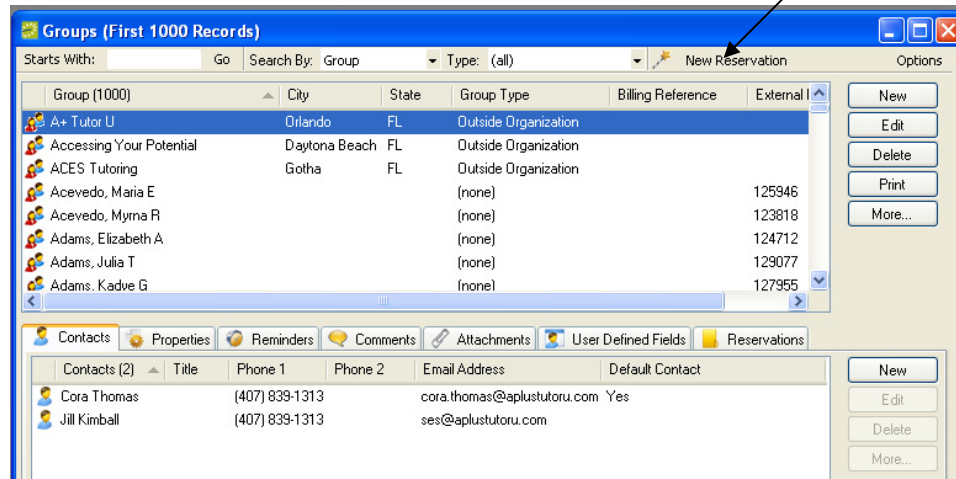 Groups (First 1000 Records)
Starts With: Go Search By: Group Type: (all) New Reservation Options
Group (1000) City State Group Type Billing Reference External I
A+ Tutor U Orlando FL Outside Organization
Accessing Your Potential Daytona Beach FL Outside Organization
ACES Tutoring Gotha FL Outside Organization
Acevedo, Maria E (none) 125946
Acevedo, Myrna R (none) 123818
Adams, Elizabeth A (none) 124712
Adams, Julia T (none) 129077
Adams, Kadye G (none) 127955
New
Edit
Delete
Print
More...
Contacts Properties Reminders Comments Attachments User Defined Fields Reservations
Contacts (2) Title Phone 1 Phone 2 Email Address Default Contact
Cora Thomas (407) 839-1313 cora.thomas@aplustutoru.com Yes
Jill Kimball (407) 839-1313 ses@aplustutoru.com
New
Edit
Delete
More...